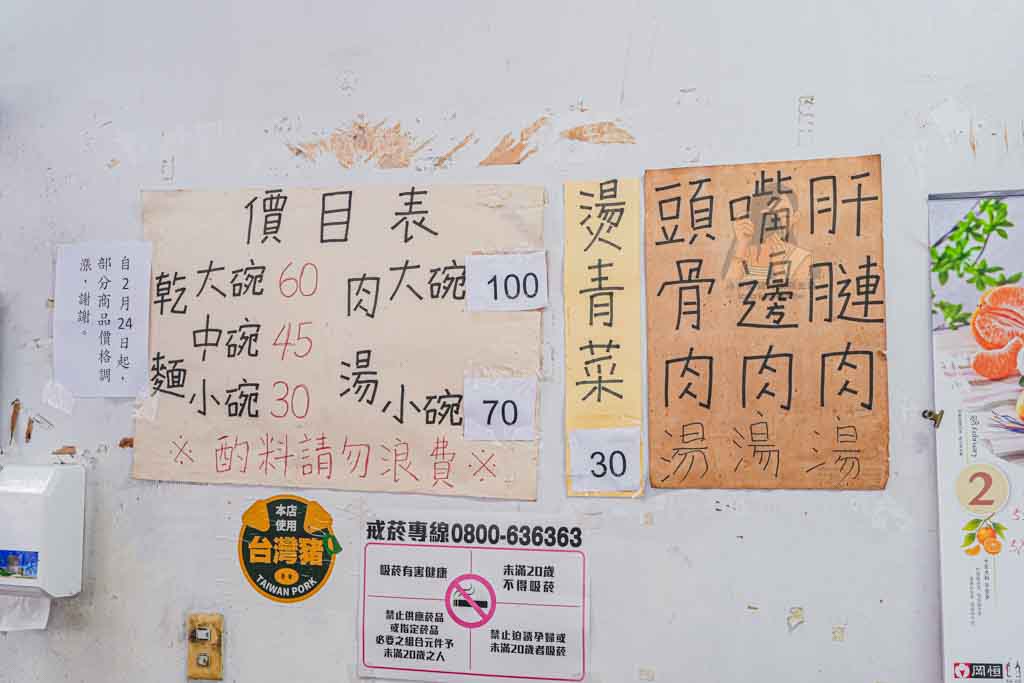 自2月24日起，
部分商品價格調
漲，謝謝。
價目表
乾麵
大碗 60
中碗 45
小碗 30
肉湯
大碗 100
小碗 70
※酌料請勿浪費※
燙青菜
30
頭骨肉湯
嘴邊肉湯
肝膢肉湯
本店
使用
台灣豬
TAIWAN PORK
戒菸專線0800-636363
吸菸有害健康
未滿20歲
不得吸菸
禁止供應菸品
或指定菸品
必要之組合元件予
未滿20歲之人
禁止迫誘孕婦或
未滿20歲者吸菸
February
2
岡恒